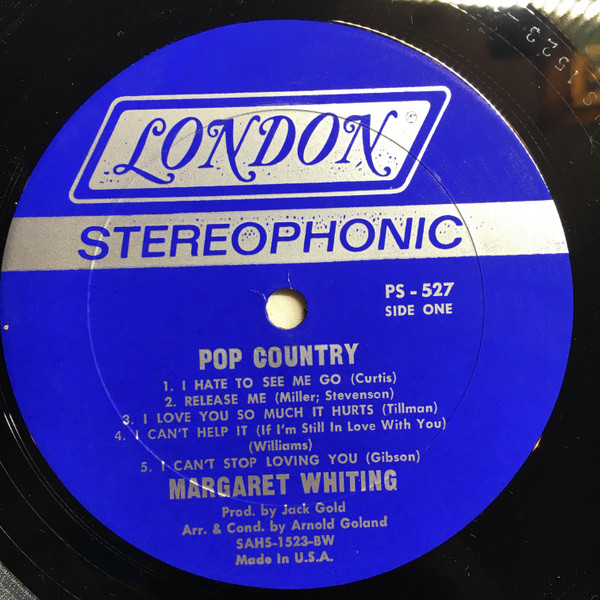 LONDON
®
STEREOPHONIC
PS - 527
SIDE ONE
POP COUNTRY
1. I HATE TO SEE ME GO (Curtis)
2. RELEASE ME (Miller; Stevenson)
3. I LOVE YOU SO MUCH IT HURTS (Tillman)
4. I CAN'T HELP IT (If I'm Still In Love With You)
(Williams)
5. I CAN'T STOP LOVING YOU (Gibson)
MARGARET WHITING
Prod. by Jack Gold
Arr. & Cond. by Arnold Goland
SAHS-1523-BW
Made in U.S.A.